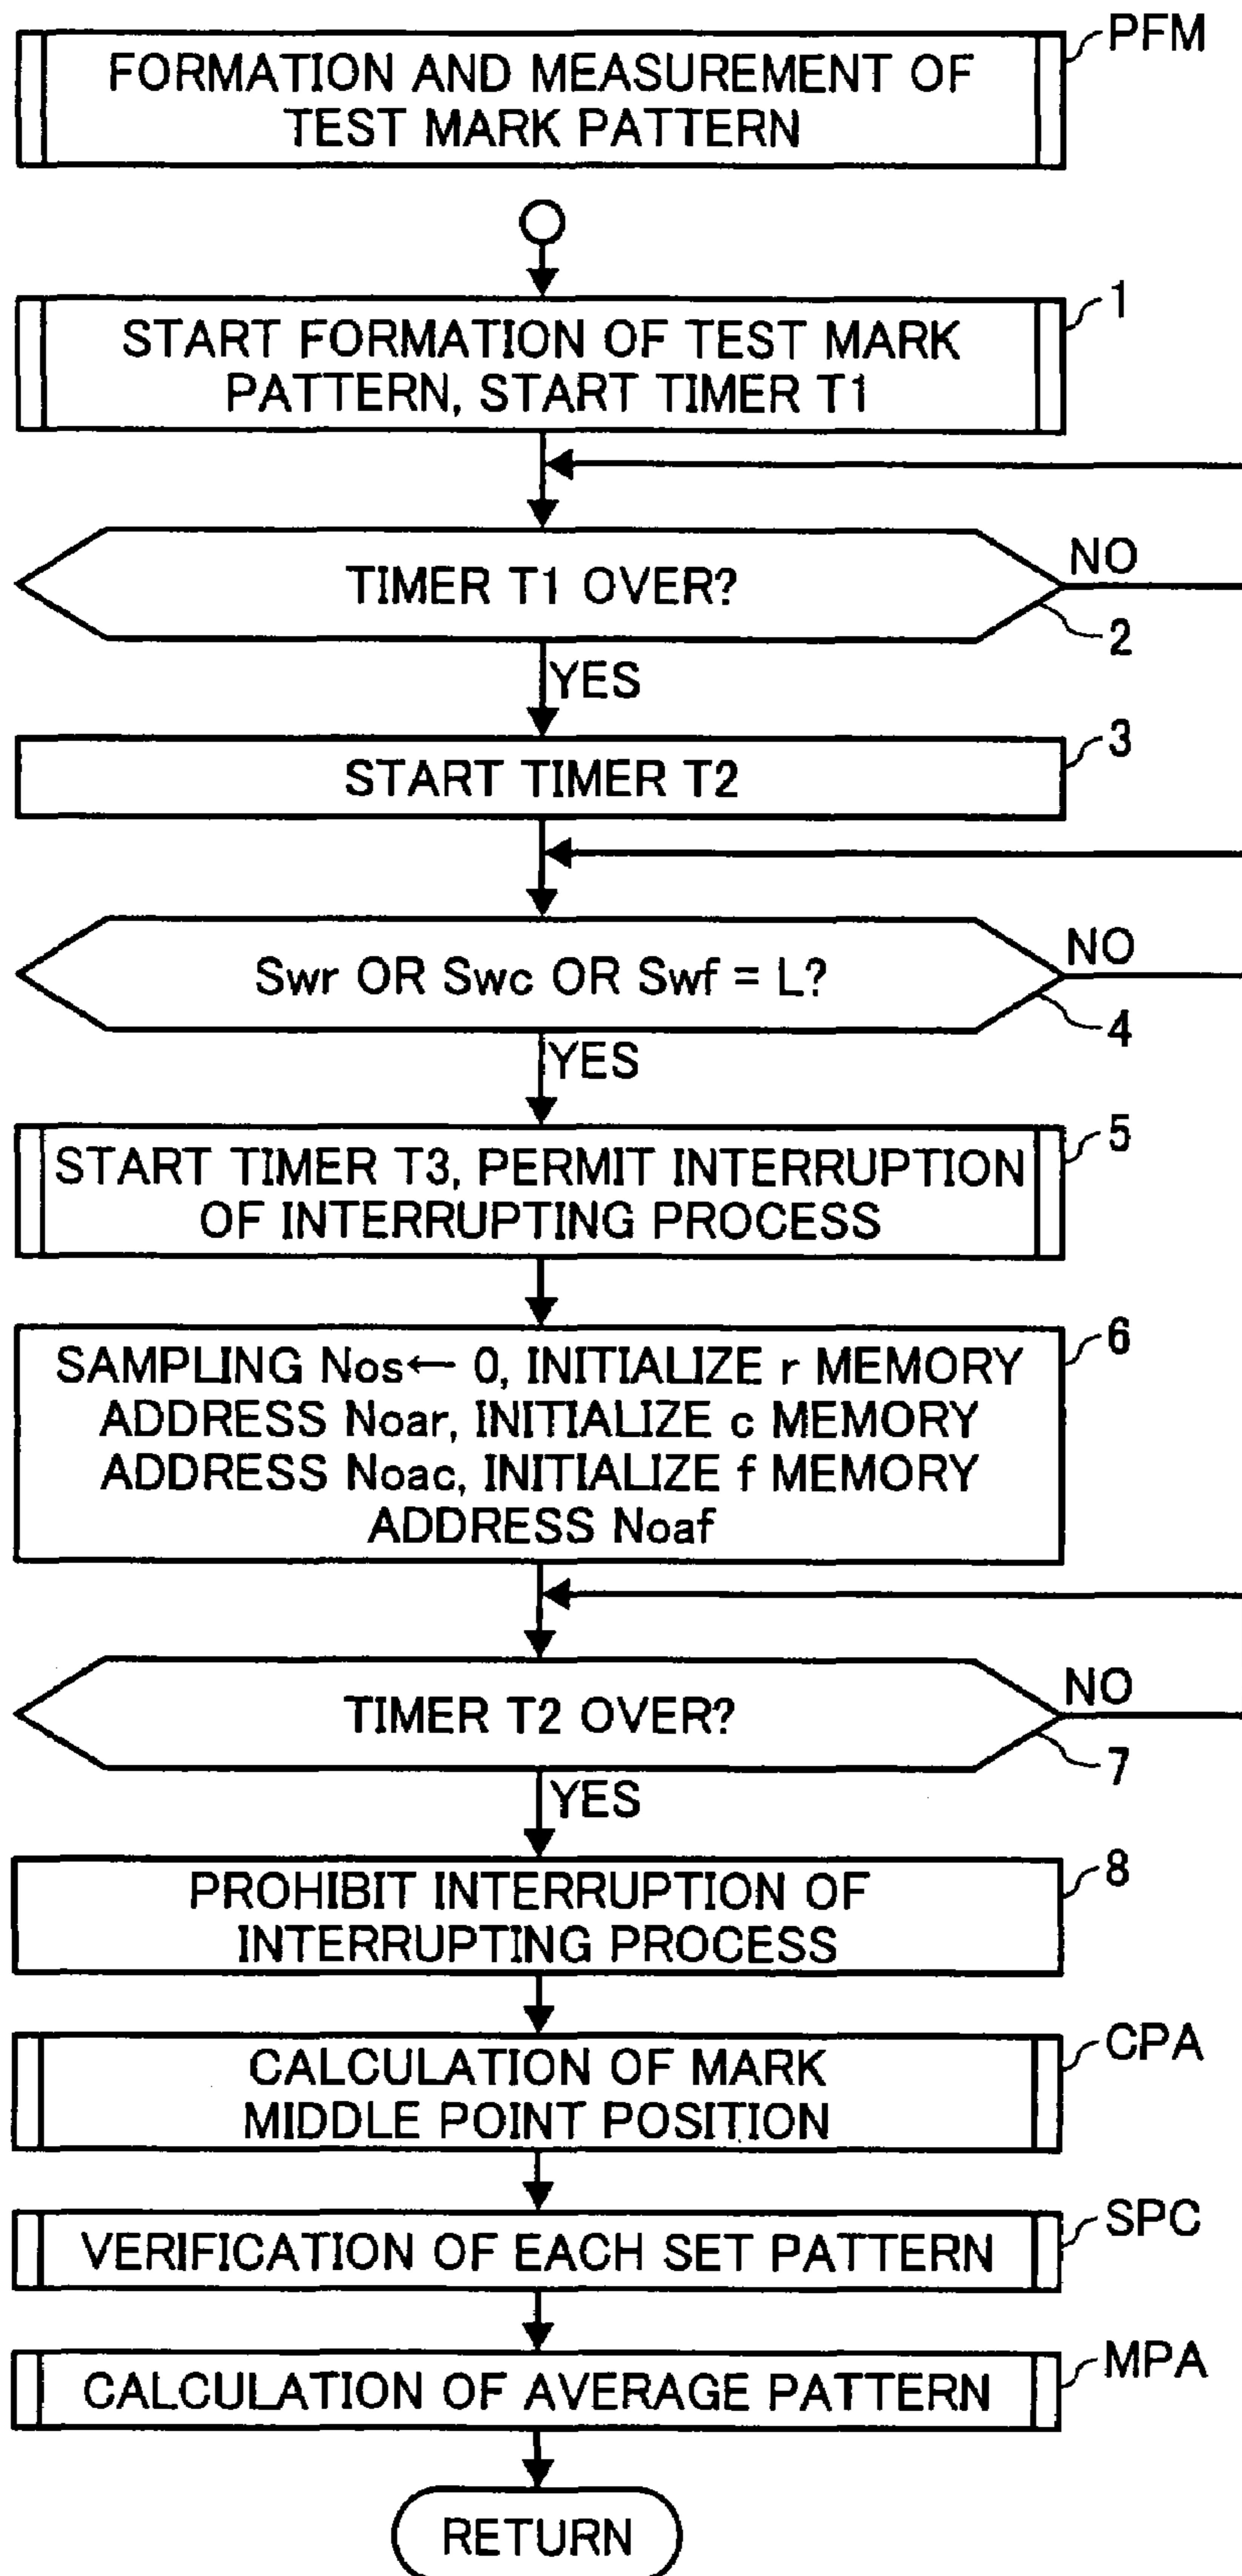 PFM
FORMATION AND MEASUREMENT OF
TEST MARK PATTERN
1
START FORMATION OF TEST MARK
PATTERN, START TIMER T1
TIMER T1 OVER?
NO
2
YES
3
START TIMER T2
Swr OR Swc OR Swf = L?
NO
4
YES
5
START TIMER T3, PERMIT INTERRUPTION
OF INTERRUPTING PROCESS
6
SAMPLING Nos← 0, INITIALIZE r MEMORY
ADDRESS Noar, INITIALIZE c MEMORY
ADDRESS Noac, INITIALIZE f MEMORY
ADDRESS Noaf
TIMER T2 OVER?
NO
7
YES
8
PROHIBIT INTERRUPTION OF
INTERRUPTING PROCESS
CPA
CALCULATION OF MARK
MIDDLE POINT POSITION
SPC
VERIFICATION OF EACH SET PATTERN
MPA
CALCULATION OF AVERAGE PATTERN
RETURN